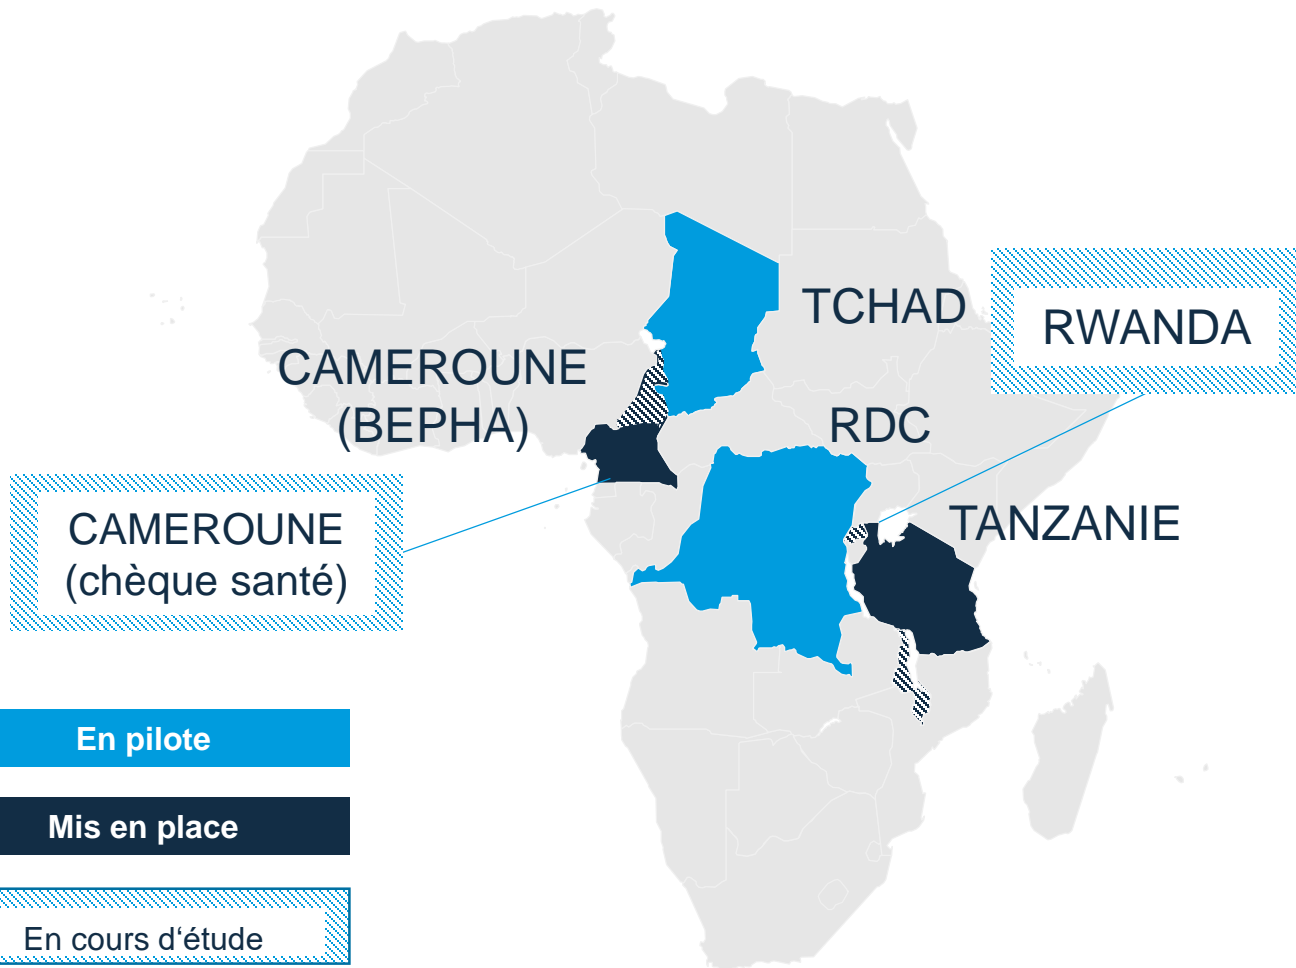 TCHAD
RWANDA
CAMEROUNE
(BEPHA)
RDC
CAMEROUNE
(chèque santé)
TANZANIE
En pilote
Mis en place
En cours d‘étude